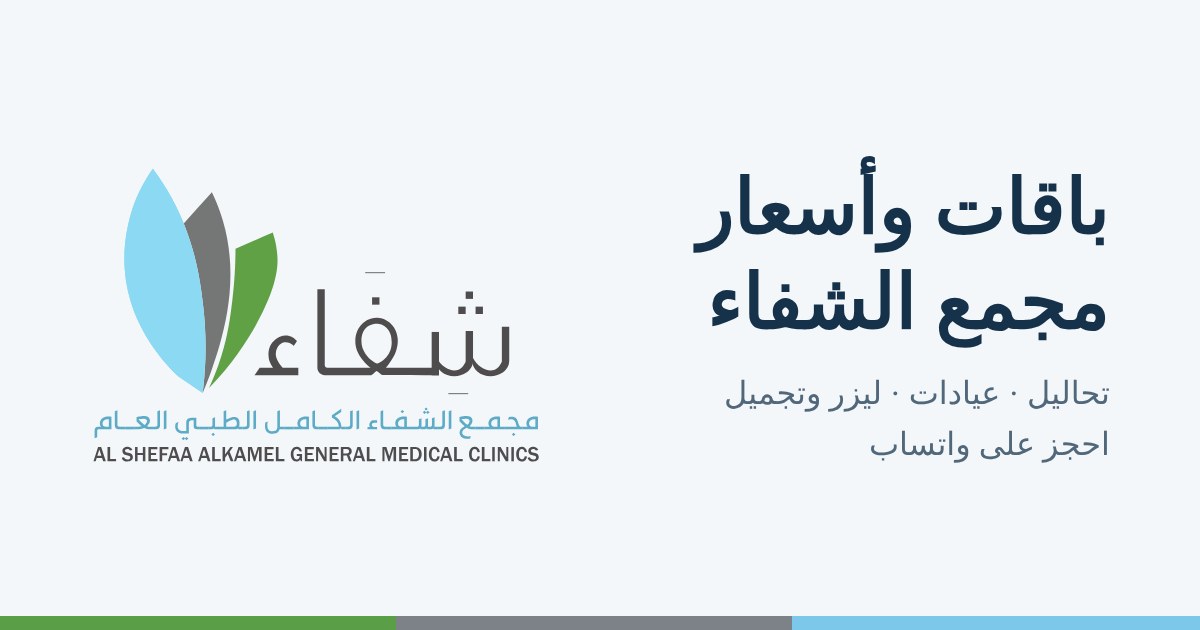 باقات وأسعار
مجمع الشفاء
تحاليل · عيادات · ليزر وتجميل
احجز على واتساب
شفاء
مجمع الشفاء الكامل الطبي العام
AL SHEFAA ALKAMEL GENERAL MEDICAL CLINICS